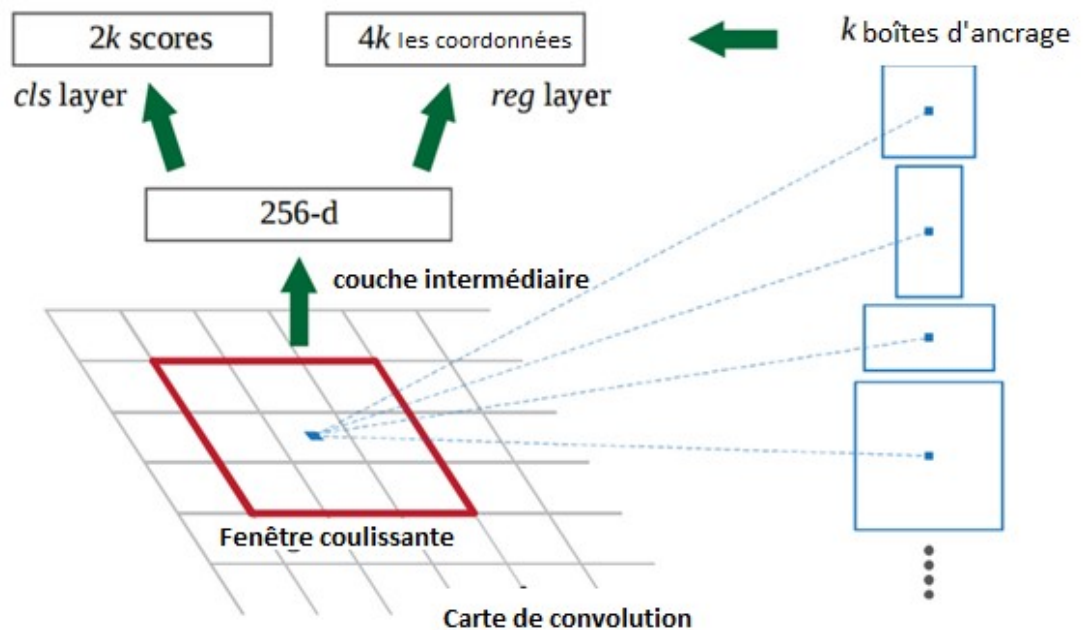 2k scores
4k les coordonnées
k boîtes d'ancrage
cls layer
reg layer
256-d
couche intermédiaire
Fenêtre coulissante
Carte de convolution